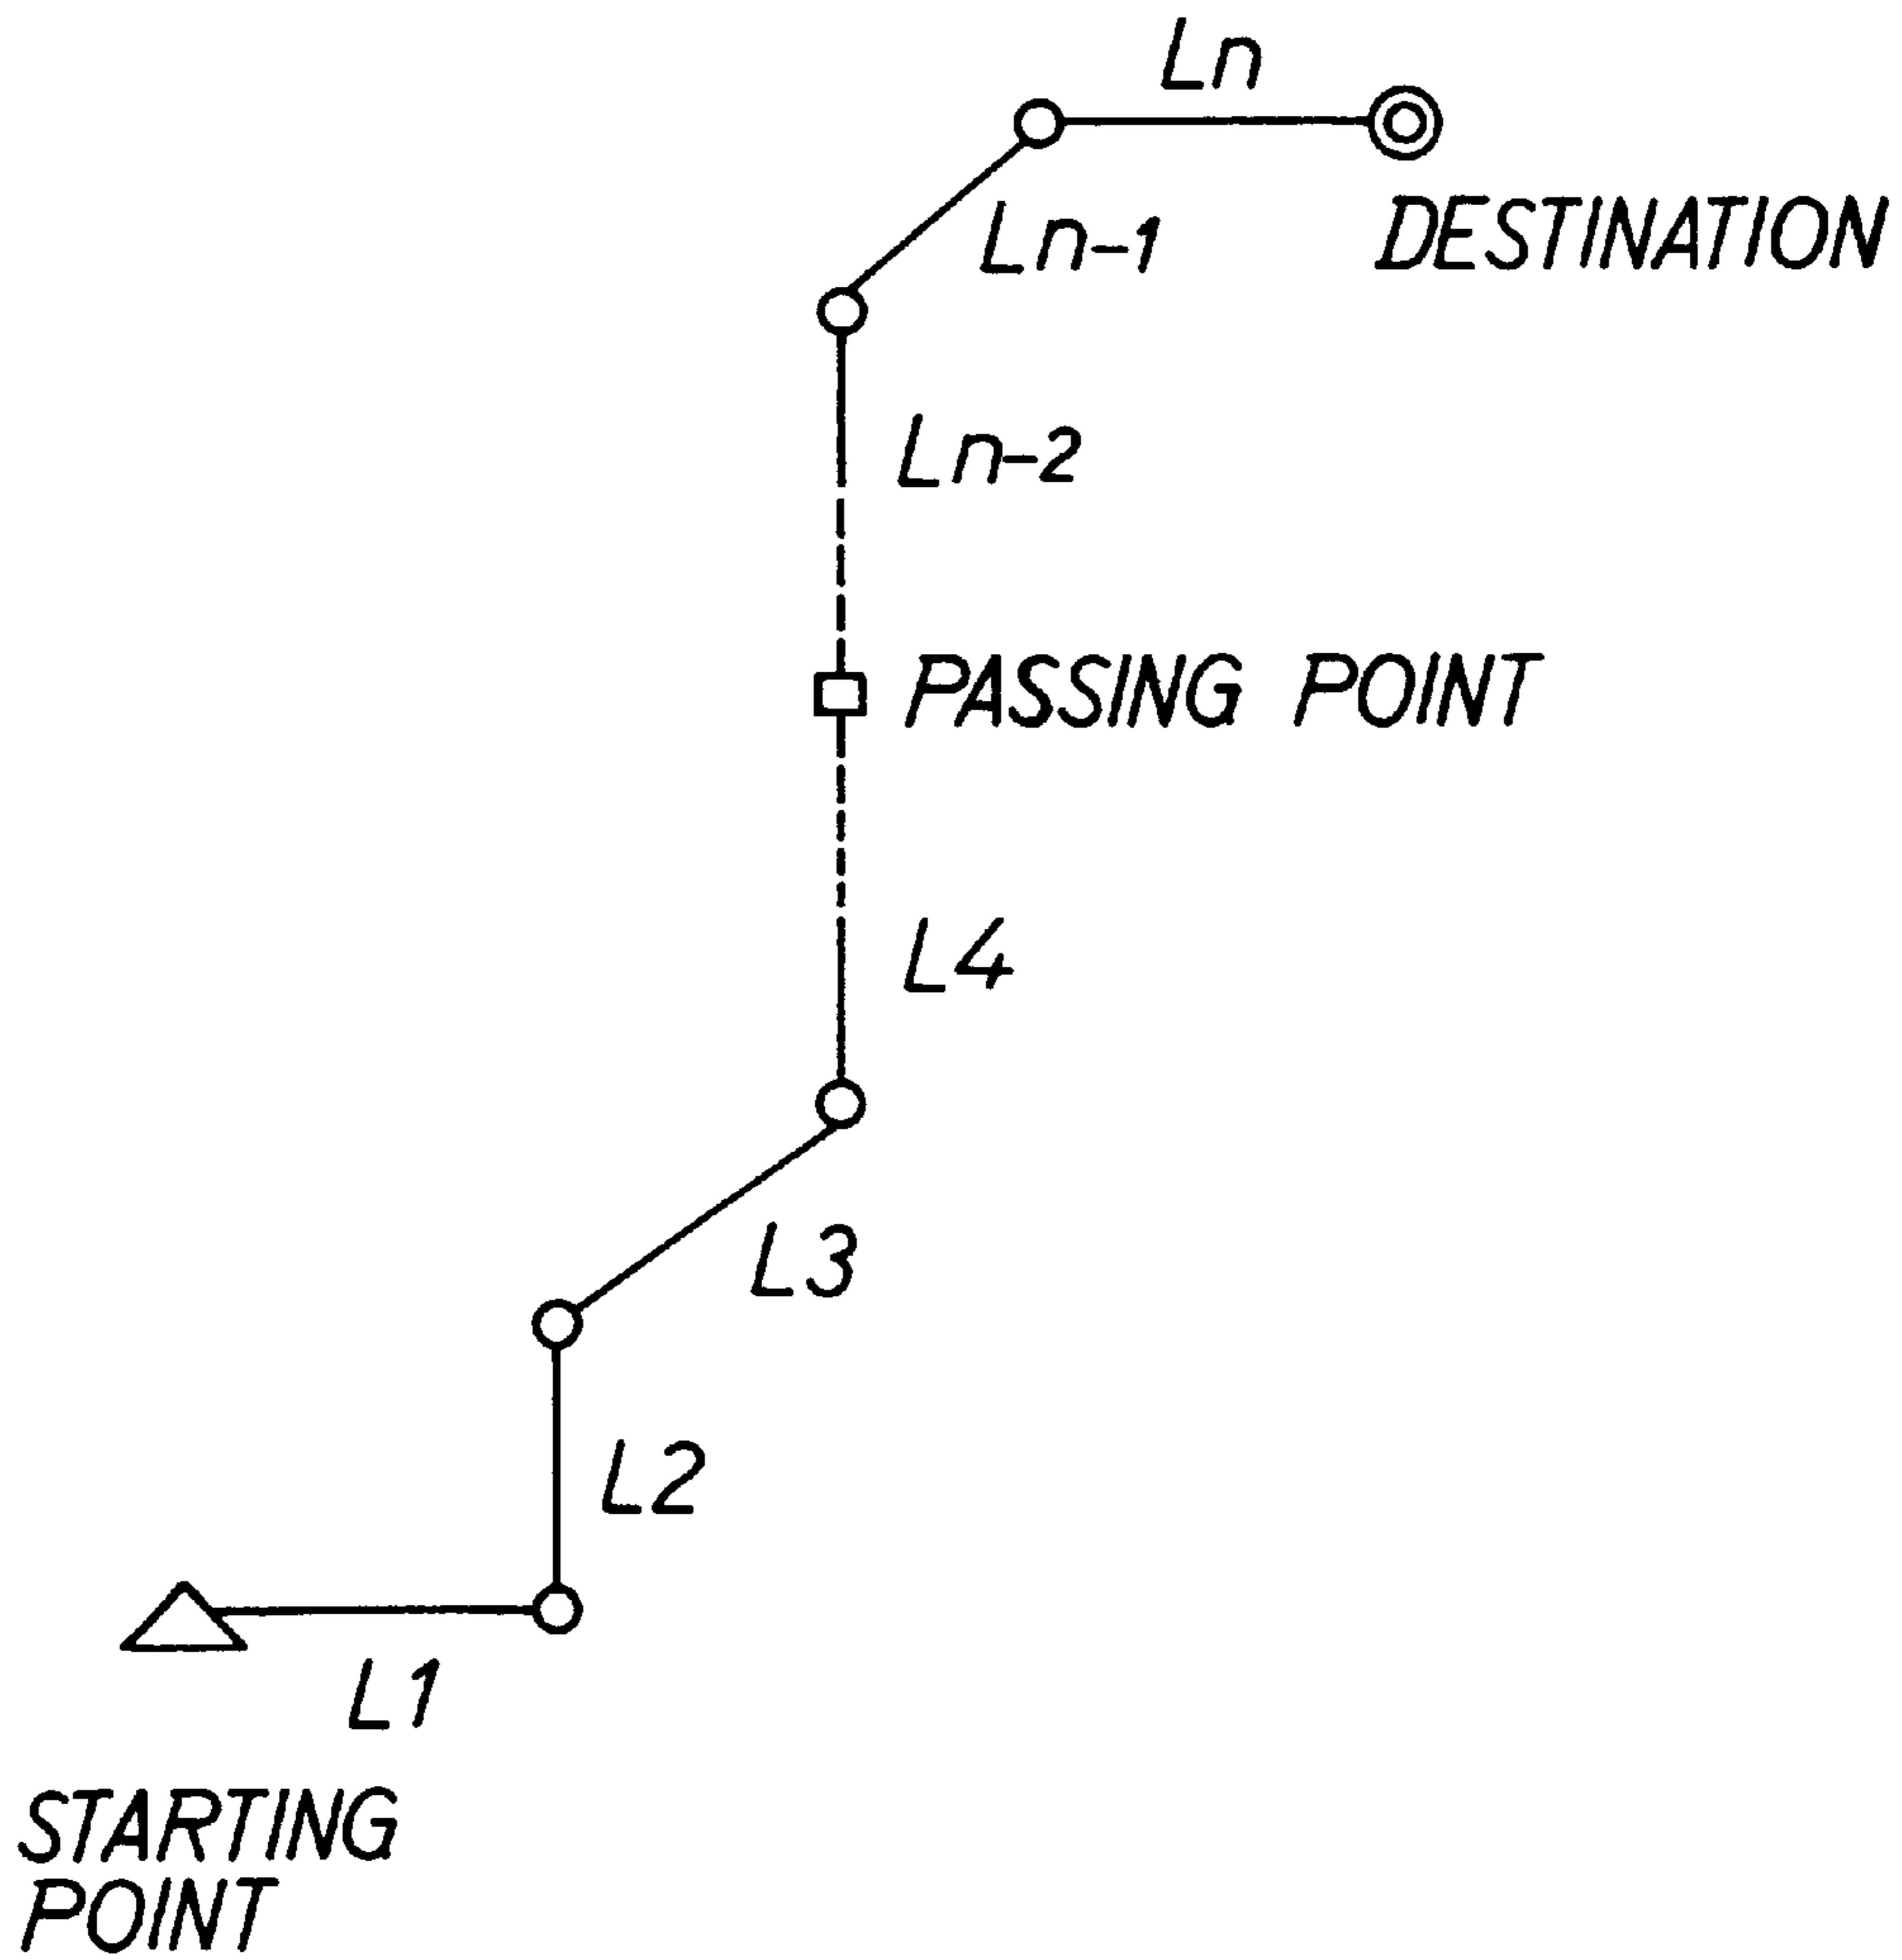 Ln
DESTINATION
Ln-1
Ln-2
PASSING POINT
L4
L3
L2
L1
STARTING
POINT